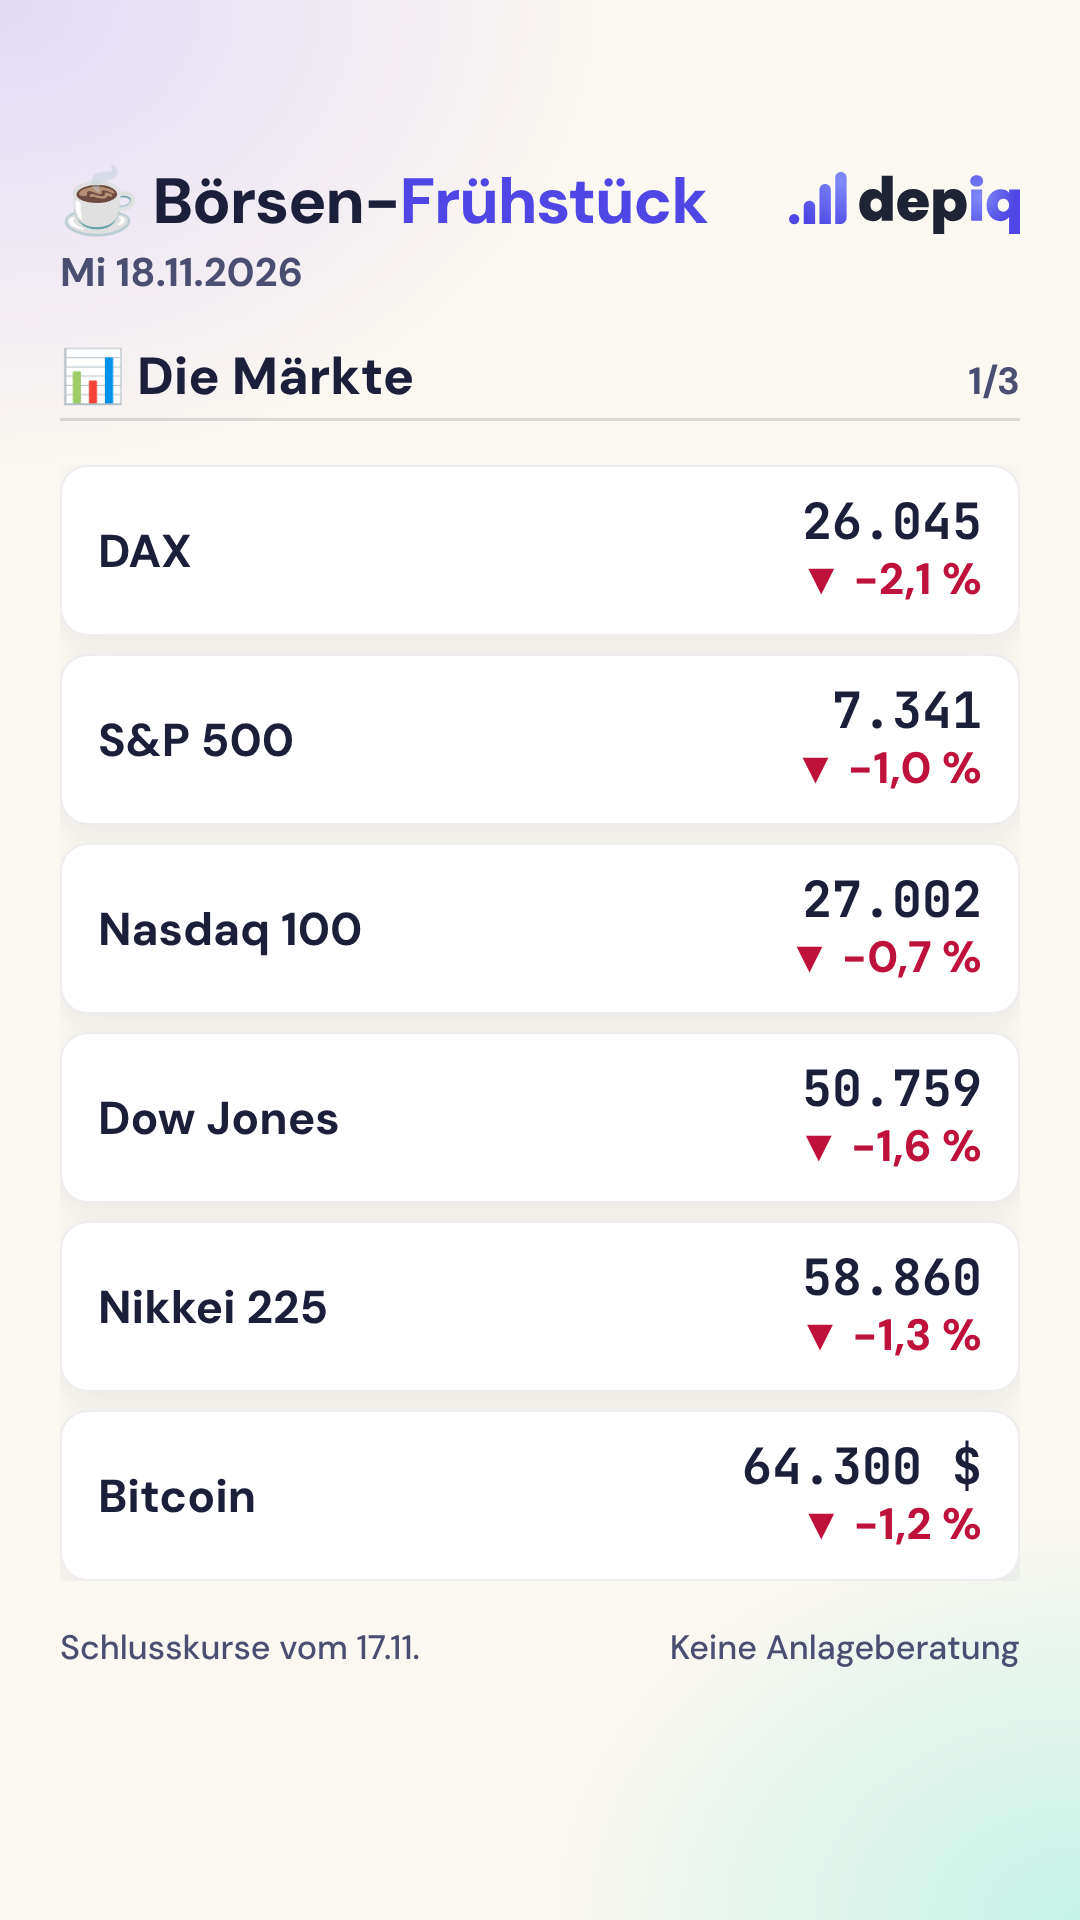 ☕ Börsen-Frühstück
depiq
Mi 18.11.2026
📊 Die Märkte
1/3
DAX
26.045
▼ -2,1 %
S&P 500
7.341
▼ -1,0 %
Nasdaq 100
27.002
▼ -0,7 %
Dow Jones
50.759
▼ -1,6 %
Nikkei 225
58.860
▼ -1,3 %
Bitcoin
64.300 $
▼ -1,2 %
Schlusskurse vom 17.11.
Keine Anlageberatung